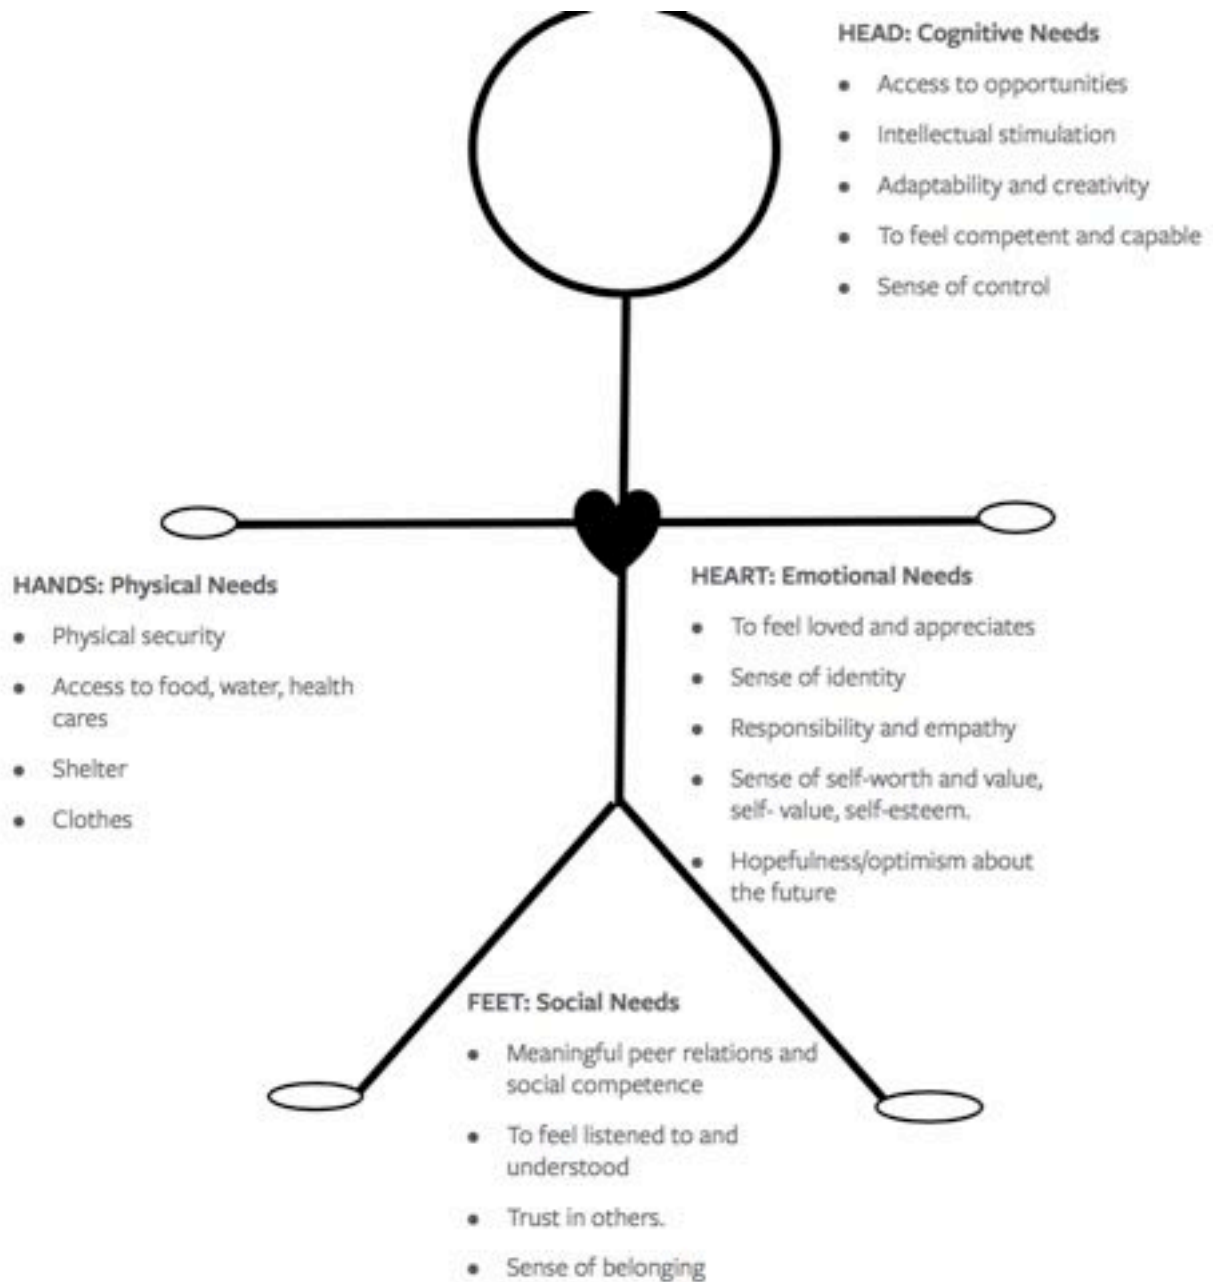 HEAD: Cognitive Needs
• Access to opportunities
• Intellectual stimulation
• Adaptability and creativity
• To feel competent and capable
• Sense of control
HANDS: Physical Needs
• Physical security
• Access to food, water, health
cares
• Shelter
• Clothes
HEART: Emotional Needs
• To feel loved and appreciates
• Sense of identity
• Responsibility and empathy
• Sense of self-worth and value,
self- value, self-esteem.
• Hopefulness/optimism about
the future
FEET: Social Needs
• Meaningful peer relations and
social competence
• To feel listened to and
understood
• Trust in others.
• Sense of belonging